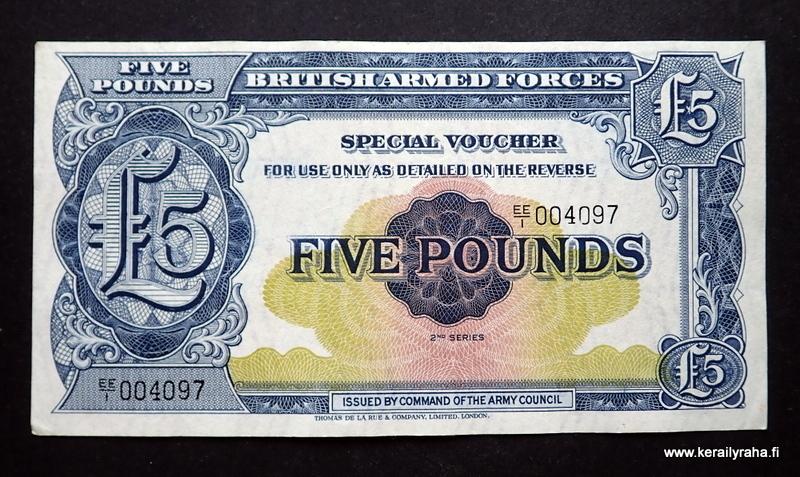 FIVE
POUNDS
BRITISH ARMED FORCES
£5
SPECIAL VOUCHER
FOR USE ONLY AS DETAILED ON THE REVERSE
£5
EE/1 004097
FIVE POUNDS
2ND SERIES
£5
EE/1 004097
ISSUED BY COMMAND OF THE ARMY COUNCIL
THOMAS DE LA RUE & COMPANY, LIMITED, LONDON.
www.kerailyraha.fi